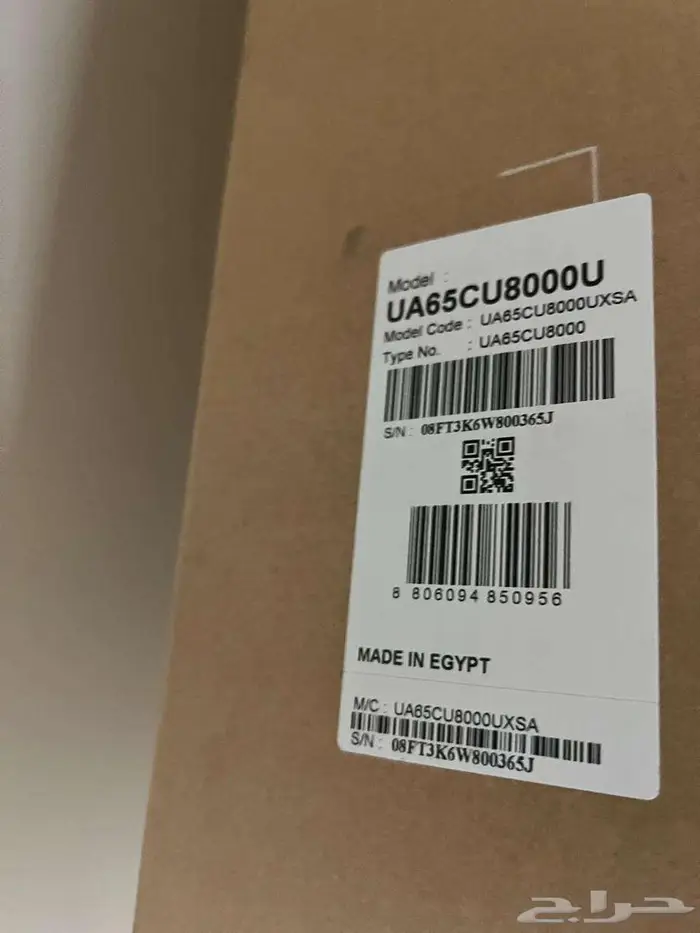 Model :
UA65CU8000U
Model Code : UA65CU8000UXSA
Type No. : UA65CU8000
S/N : 08FT3K6W800365J
8 806094 850956
MADE IN EGYPT
M/C : UA65CU8000UXSA
S/N : 08FT3K6W800365J
حراج